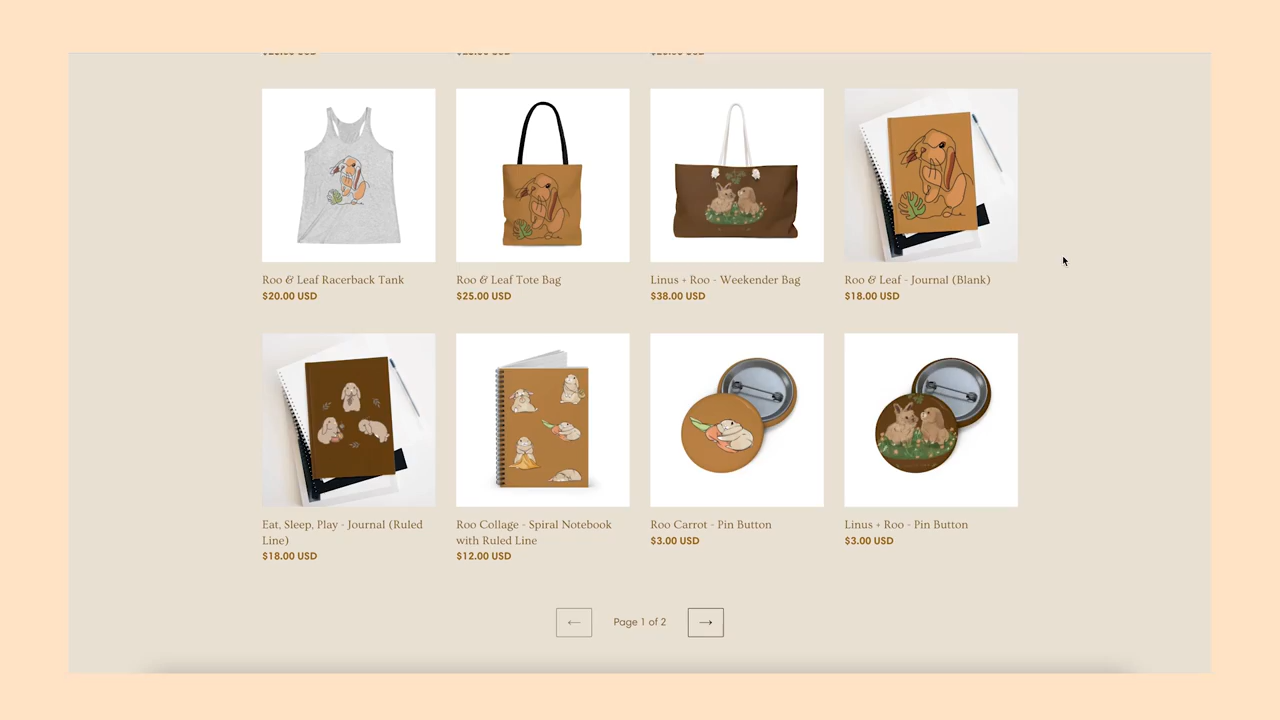 Roo & Leaf Racerback Tank
$20.00 USD
Roo & Leaf Tote Bag
$25.00 USD
Linus + Roo - Weekender Bag
$38.00 USD
Roo & Leaf - Journal (Blank)
$18.00 USD
Eat, Sleep, Play - Journal (Ruled
Line)
$18.00 USD
Roo Collage - Spiral Notebook
with Ruled Line
$12.00 USD
Roo Carrot - Pin Button
$3.00 USD
Linus + Roo - Pin Button
$3.00 USD
← Page 1 of 2 →